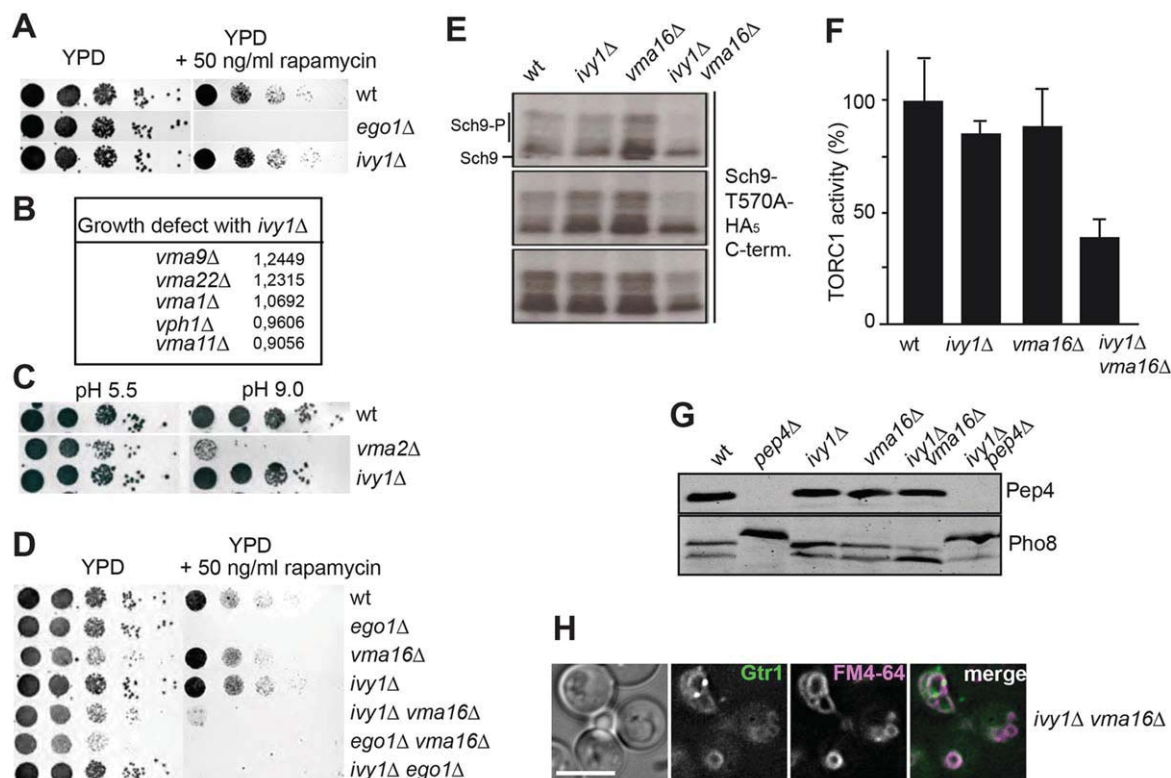 A
YPD
YPD
+ 50 ng/ml rapamycin
wt
ego1Δ
ivy1Δ
B
Growth defect with ivy1Δ
vma9Δ 1,2449
vma22Δ 1,2315
vma1Δ 1,0692
vph1Δ 0,9606
vma11Δ 0,9056
C
pH 5.5 pH 9.0
wt
vma2Δ
ivy1Δ
D
YPD
YPD
+ 50 ng/ml rapamycin
wt
ego1Δ
vma16Δ
ivy1Δ
ivy1Δ vma16Δ
ego1Δ vma16Δ
ivy1Δ ego1Δ
E
wt
ivy1Δ
vma16Δ
ivy1Δ
vma16Δ
Sch9-P
Sch9
Sch9-
T570A-
HA5
C-term.
F
TORC1 activity (%)
100
50
0
wt
ivy1Δ
vma16Δ
ivy1Δ
vma16Δ
G
wt
pep4Δ
ivy1Δ
vma16Δ
ivy1Δ
vma16Δ
ivy1Δ
pep4Δ
Pep4
Pho8
H
Gtr1
FM4-64
merge
ivy1Δ vma16Δ